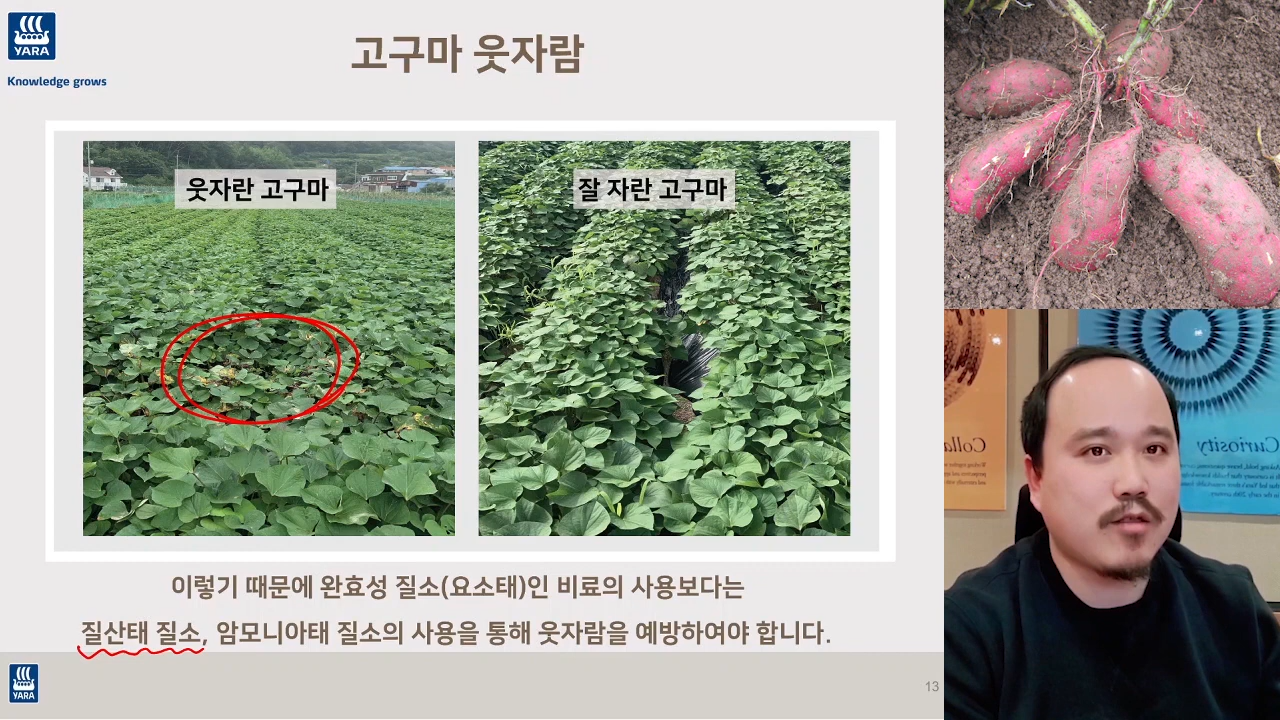 YARA
Knowledge grows
고구마 웃자람
웃자란 고구마
잘 자란 고구마
이렇기 때문에 완효성 질소(요소태)인 비료의 사용보다는
질산태 질소, 암모니아태 질소의 사용을 통해 웃자람을 예방하여야 합니다.
YARA
13
Colla
Curiosity